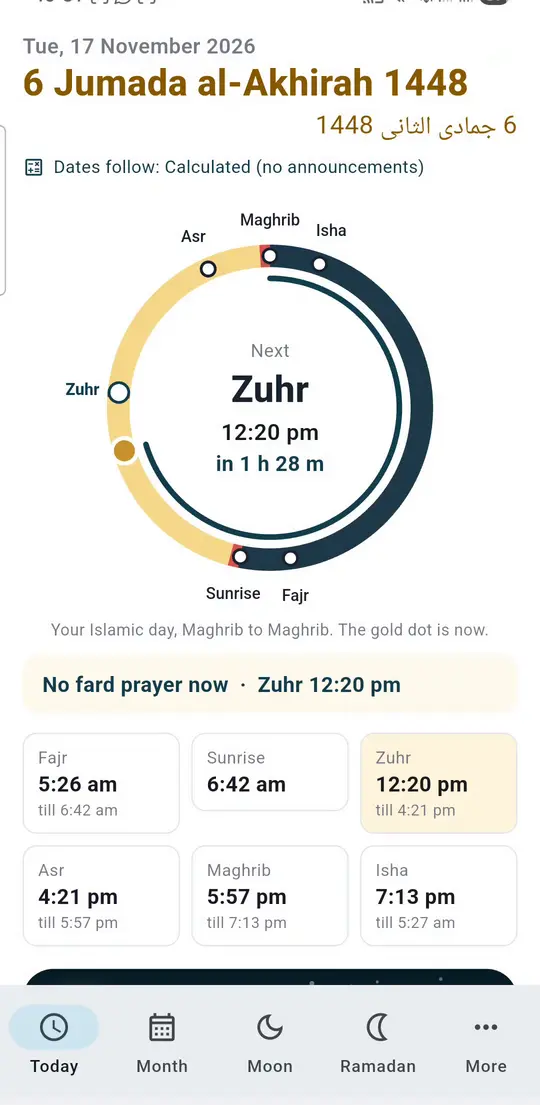 Tue, 17 November 2026
6 Jumada al-Akhirah 1448
6 جمادى الثانى 1448
Dates follow: Calculated (no announcements)
Maghrib
Isha
Asr
Next
Zuhr
Zuhr
12:20 pm
in 1 h 28 m
Sunrise
Fajr
Your Islamic day, Maghrib to Maghrib. The gold dot is now.
No fard prayer now · Zuhr 12:20 pm
Fajr
5:26 am
till 6:42 am
Sunrise
6:42 am
Zuhr
12:20 pm
till 4:21 pm
Asr
4:21 pm
till 5:57 pm
Maghrib
5:57 pm
till 7:13 pm
Isha
7:13 pm
till 5:27 am
Today
Month
Moon
Ramadan
More